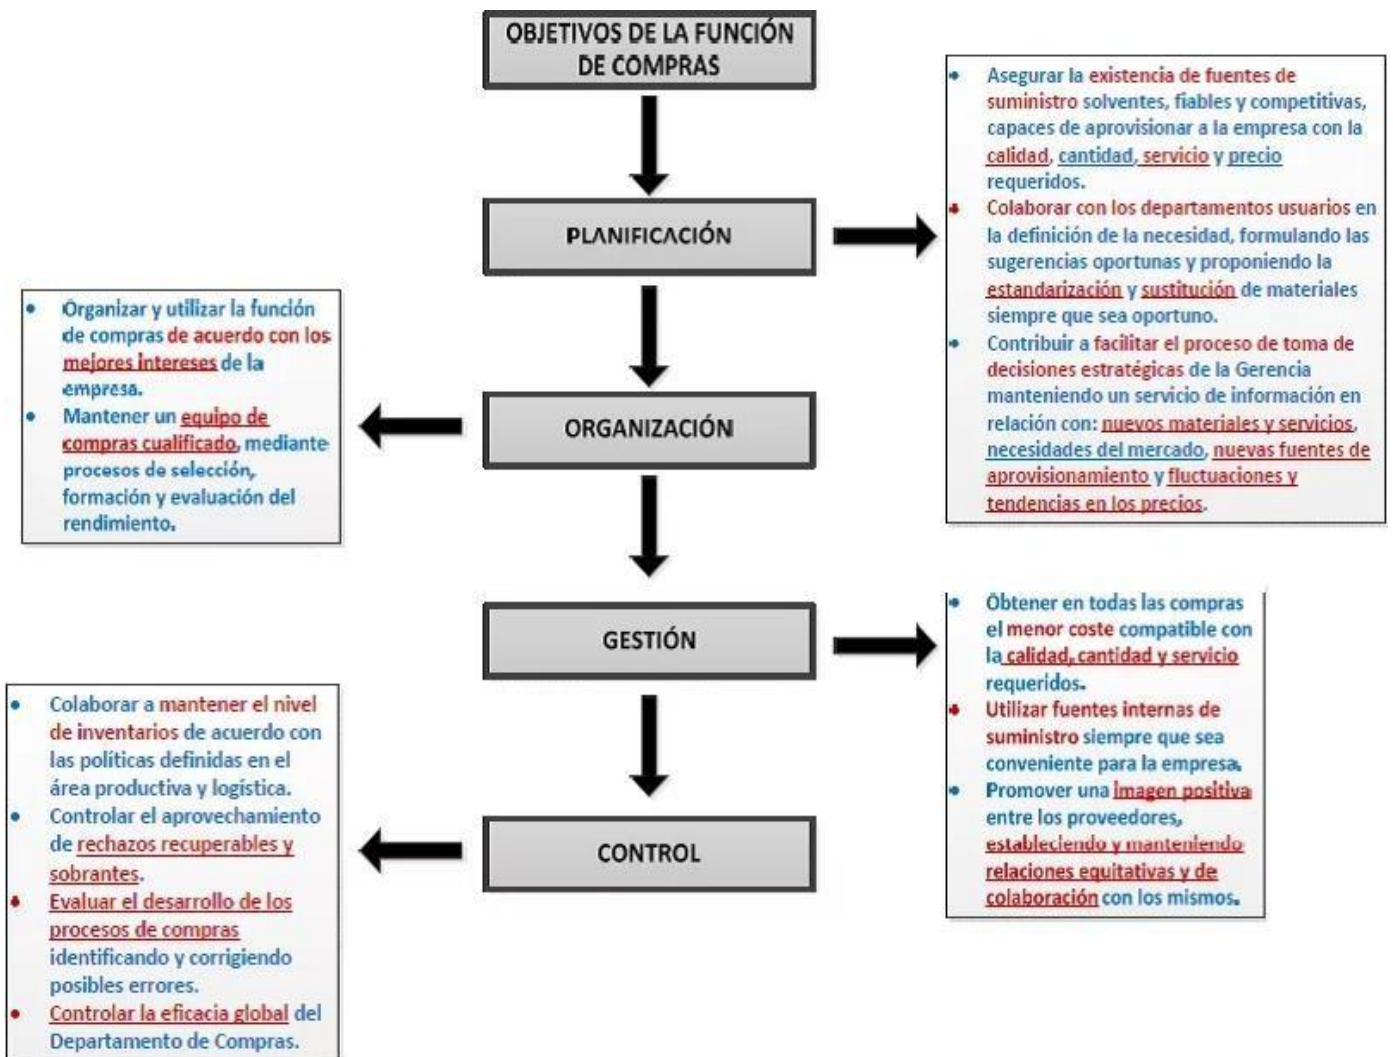 OBJETIVOS DE LA FUNCIÓN
DE COMPRAS
PLANIFICACIÓN
• Asegurar la existencia de fuentes de
suministro solventes, fiables y competitivas,
capaces de aprovisionar a la empresa con la
calidad, cantidad, servicio y precio
requeridos.
• Colaborar con los departamentos usuarios en
la definición de la necesidad, formulando las
sugerencias oportunas y proponiendo la
estandarización y sustitución de materiales
siempre que sea oportuno.
• Contribuir a facilitar el proceso de toma de
decisiones estratégicas de la Gerencia
manteniendo un servicio de información en
relación con: nuevos materiales y servicios,
necesidades del mercado, nuevas fuentes de
aprovisionamiento y fluctuaciones y
tendencias en los precios.
ORGANIZACIÓN
• Organizar y utilizar la función
de compras de acuerdo con los
mejores intereses de la
empresa.
• Mantener un equipo de
compras cualificado, mediante
procesos de selección,
formación y evaluación del
rendimiento.
GESTIÓN
• Obtener en todas las compras
el menor coste compatible con
la calidad, cantidad y servicio
requeridos.
• Utilizar fuentes internas de
suministro siempre que sea
conveniente para la empresa.
• Promover una imagen positiva
entre los proveedores,
estableciendo y manteniendo
relaciones equitativas y de
colaboración con los mismos.
CONTROL
• Colaborar a mantener el nivel
de inventarios de acuerdo con
las políticas definidas en el
área productiva y logística.
• Controlar el aprovechamiento
de rechazos recuperables y
sobrantes.
• Evaluar el desarrollo de los
procesos de compras
identificando y corrigiendo
posibles errores.
• Controlar la eficacia global del
Departamento de Compras.